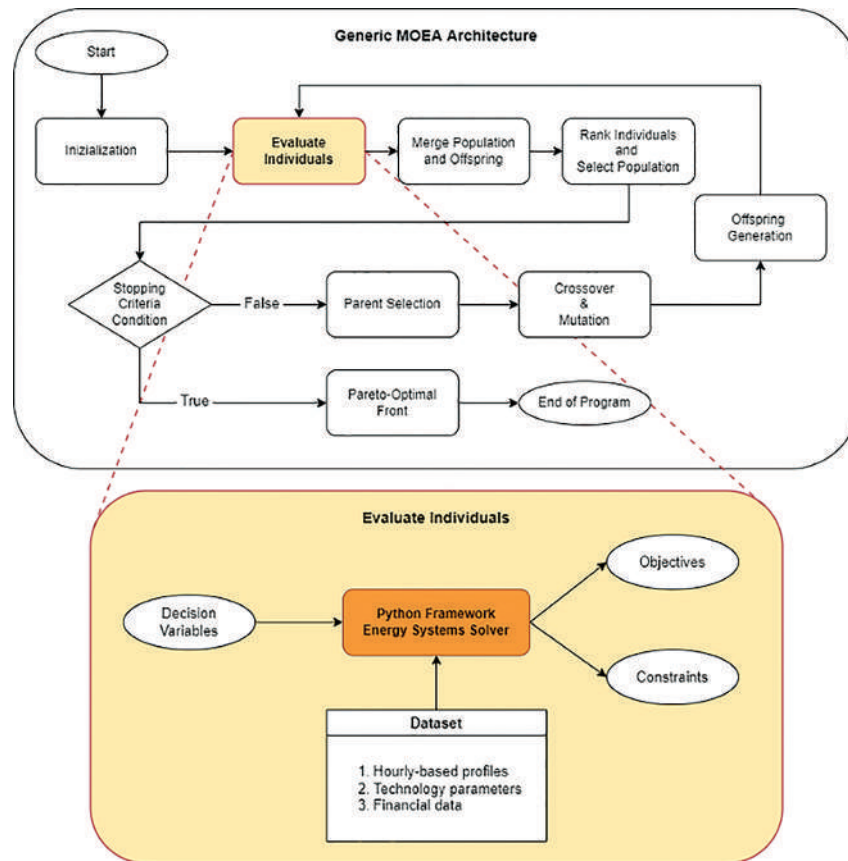 Generic MOEA Architecture
Start
Inizialization
Evaluate
Individuals
Merge Population
and Offspring
Rank Individuals
and
Select Population
Offspring
Generation
Stopping
Criteria
Condition
False
Parent Selection
Crossover
&
Mutation
True
Pareto-Optimal
Front
End of Program
Evaluate Individuals
Decision
Variables
Python Framework
Energy Systems Solver
Objectives
Constraints
Dataset
1. Hourly-based profiles
2. Technology parameters
3. Financial data